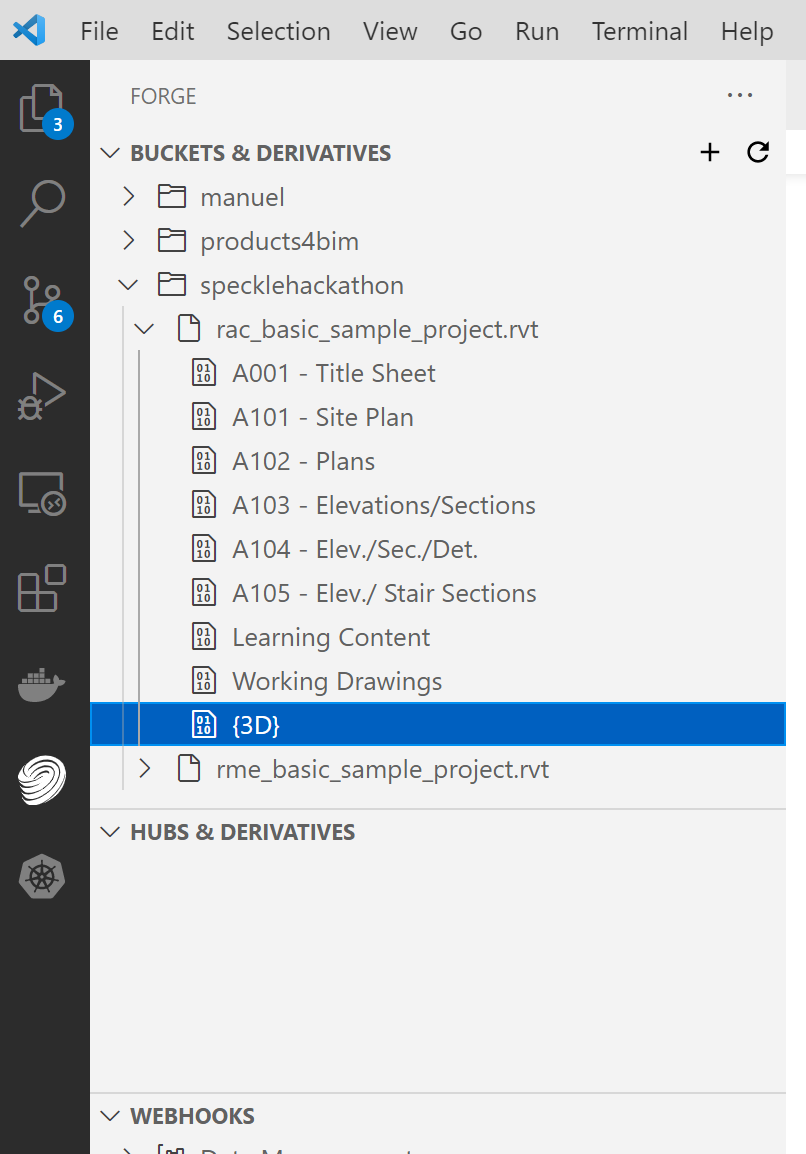 File Edit Selection View Go Run Terminal Help
FORGE
3
BUCKETS & DERIVATIVES
manuel
products4bim
specklehackathon
6
rac_basic_sample_project.rvt
A001 - Title Sheet
A101 - Site Plan
A102 - Plans
A103 - Elevations/Sections
A104 - Elev./Sec./Det.
A105 - Elev./ Stair Sections
Learning Content
Working Drawings
{3D}
rme_basic_sample_project.rvt
HUBS & DERIVATIVES
WEBHOOKS